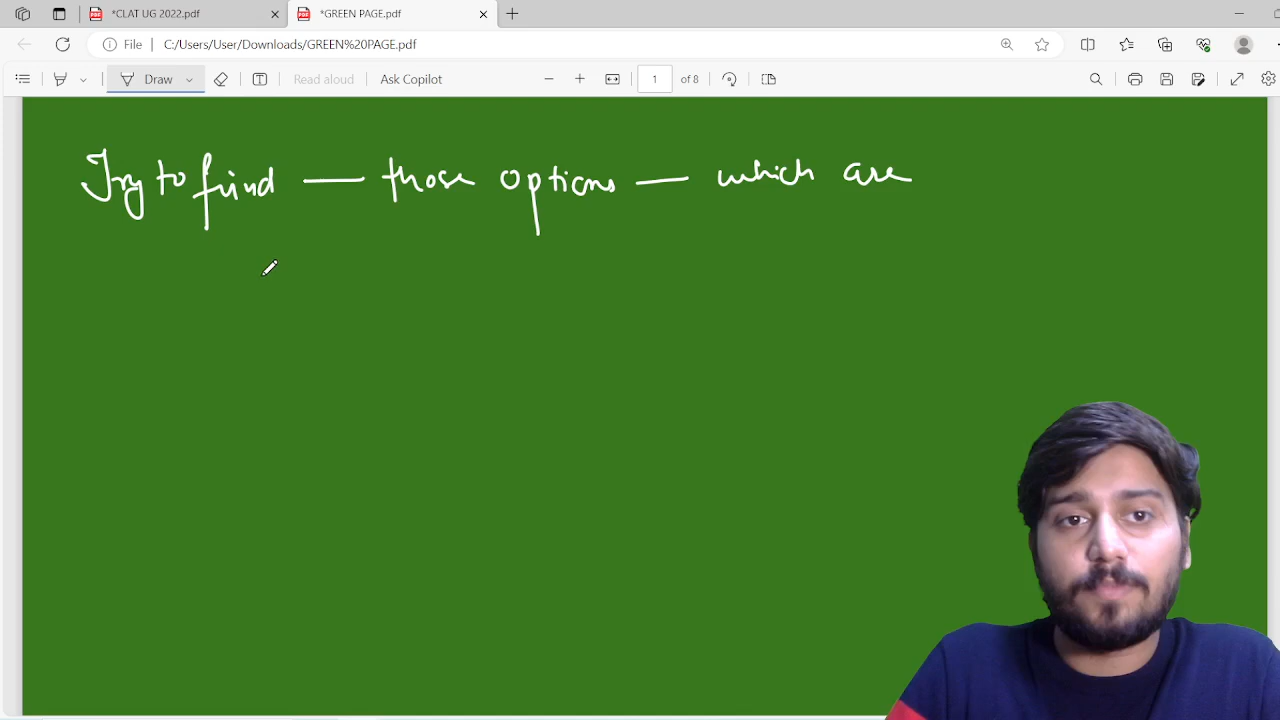 *CLAT UG 2022.pdf
*GREEN PAGE.pdf
File C:/Users/User/Downloads/GREEN%20PAGE.pdf
Draw Read aloud Ask Copilot 1 of 8
Try to find — those options — which are